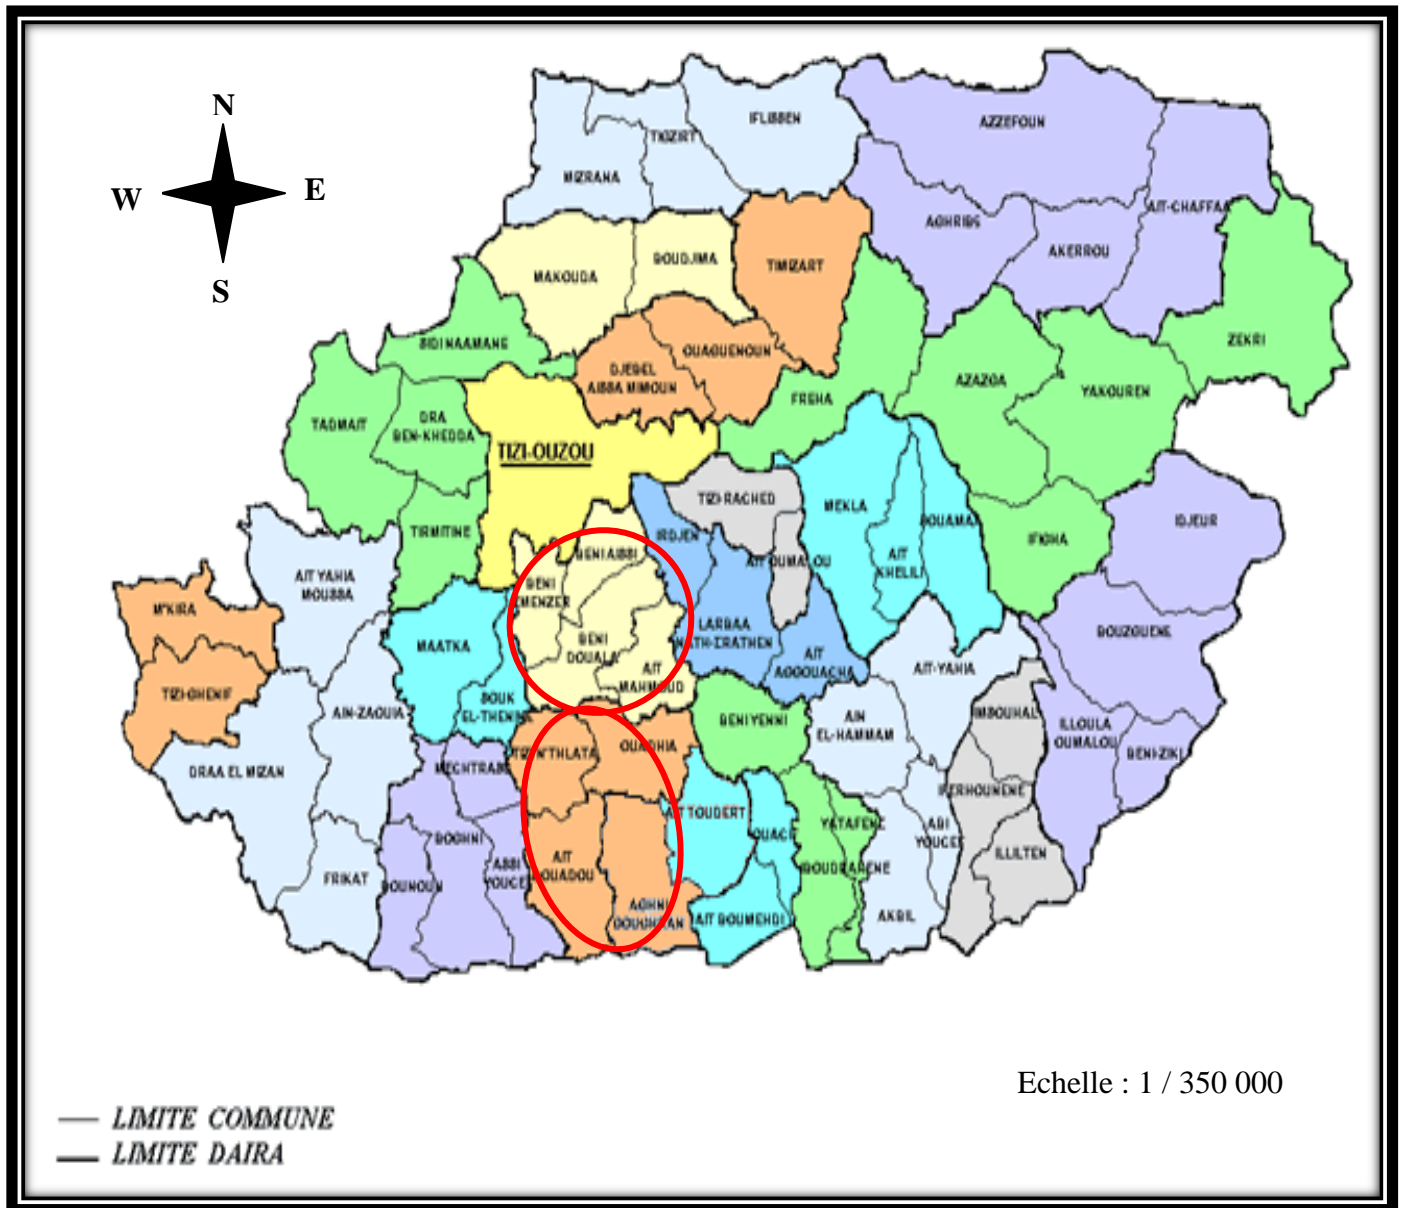 N
W
E
S
IFLISSEN
AZZEFOUN
TIGZIRT
MIZRANA
AIT-CHAFFAA
AGHRIBS
AKERROU
BOUDJIMA
MAKOUDA
TIMIZART
SIDI NAAMANE
ZEKRI
OUAGUENOUN
DJEBEL
AISSA MIMOUN
AZAZGA
YAKOUREN
FREHA
TADMAIT
DRA
BEN-KHEDDA
TIZI-OUZOU
TIZI-RACHED
MEKLA
SOUAMAA
IDJEUR
TIRMITINE
IRDJEN
IFIGHA
BENI AISSI
AIT OUMALOU
AIT
KHELILI
AIT YAHIA
MOUSSA
BENI
ZMENZER
M'KIRA
LARBAA
NATH-IRATHEN
BOUZGUENE
MAATKA
BENI
DOUALA
AIT
AGGOUACHA
AIT-YAHIA
AIT
MAHMOUD
TIZI-GHENIF
SOUK
EL-THENINE
AIN-ZAOUIA
BENI YENNI
AIN
EL-HAMMAM
IMSOUHAL
ILLOULA
OUMALOU
BENI-ZIKI
TIZI N'THLATA
OUADHIA
DRAA EL MIZAN
MECHTRASS
IFERHOUNENE
AIT TOUDERT
OUACIF
YATAFENE
ABI
YOUCEF
BOGHNI
ILLILTEN
AIT
BOUADOU
ASSI
YOUCEF
IBOUDRARENE
FRIKAT
BOUNOUH
AGHNI
GOUGHRAN
AIT BOUMEHDI
AKBIL
Echelle : 1 / 350 000
LIMITE COMMUNE
LIMITE DAIRA